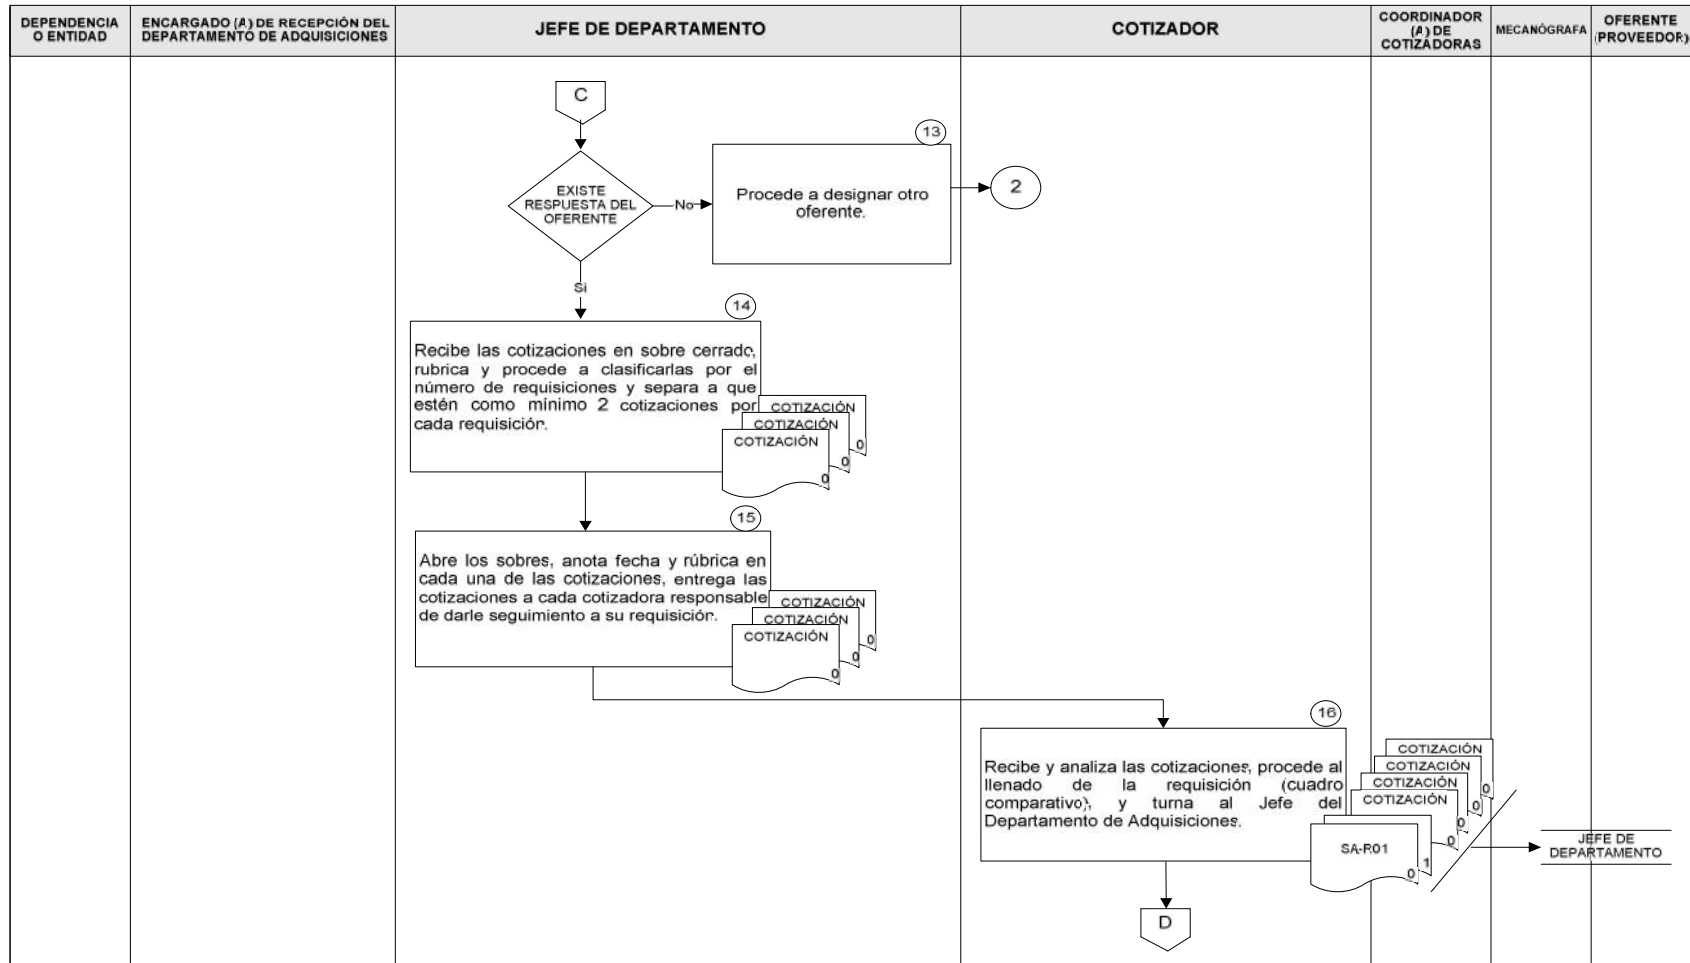 DEPENDENCIA
O ENTIDAD
ENCARGADO (A) DE RECEPCIÓN DEL
DEPARTAMENTO DE ADQUISICIONES
JEFE DE DEPARTAMENTO
COTIZADOR
COORDINADOR
(A) DE
COTIZADORAS
MECANÓGRAFA
OFERENTE
(PROVEEDOR)
C
13
EXISTE
RESPUESTA DEL
OFERENTE
No
Procede a designar otro
oferente.
2
Si
14
Recibe las cotizaciones en sobre cerrado,
rubrica y procede a clasificarlas por el
número de requisiciones y separa a que
estén como mínimo 2 cotizaciones por
cada requisición.
COTIZACIÓN
0
COTIZACIÓN
0
COTIZACIÓN
0
15
Abre los sobres, anota fecha y rúbrica en
cada una de las cotizaciones, entrega las
cotizaciones a cada cotizadora responsable
de darle seguimiento a su requisición.
COTIZACIÓN
0
COTIZACIÓN
0
COTIZACIÓN
0
16
Recibe y analiza las cotizaciones, procede al
llenado de la requisición (cuadro
comparativo), y turna al Jefe del
Departamento de Adquisiciones.
COTIZACIÓN
0
COTIZACIÓN
0
COTIZACIÓN
0
COTIZACIÓN
0
1
SA-R01
0
JEFE DE
DEPARTAMENTO
D